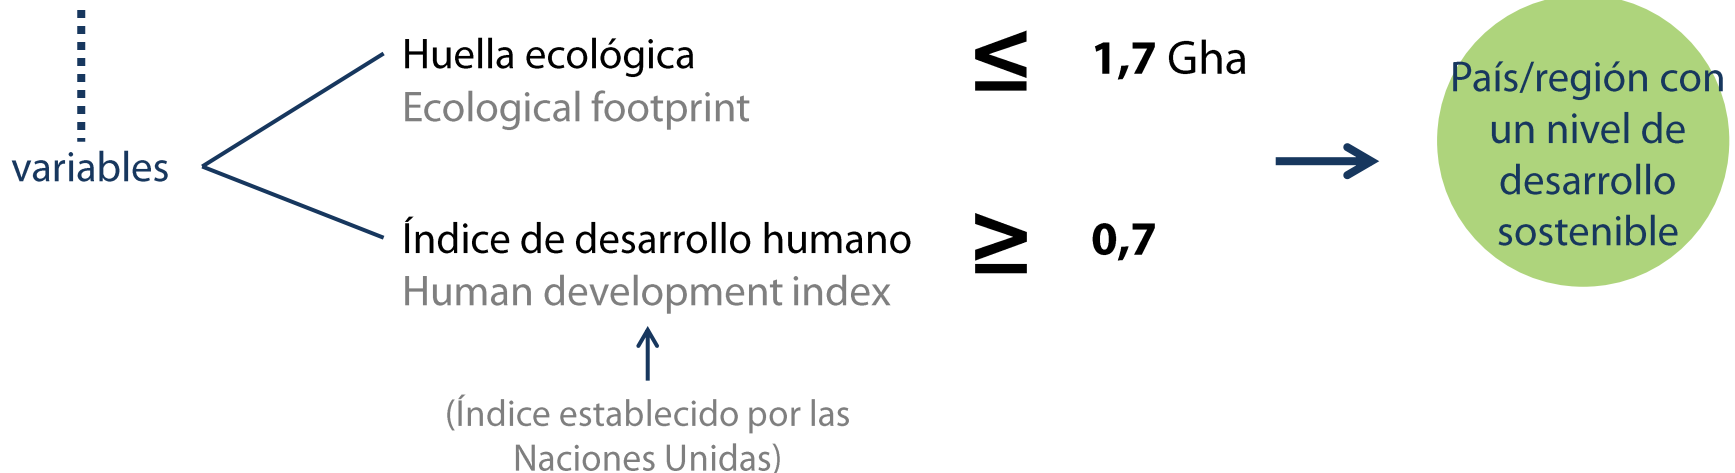 variables
Huella ecológica
Ecological footprint
≤ 1,7 Gha
Índice de desarrollo humano
Human development index
≥ 0,7
(Índice establecido por las
Naciones Unidas)
País/región con
un nivel de
desarrollo
sostenible